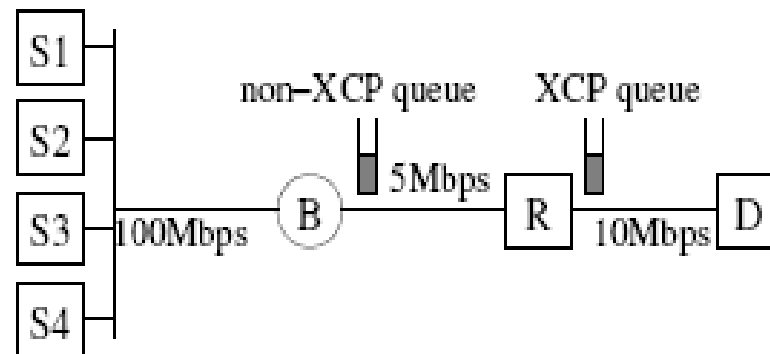 S1
S2
S3
S4
100Mbps
B
non-XCP queue
5Mbps
R
XCP queue
10Mbps
D